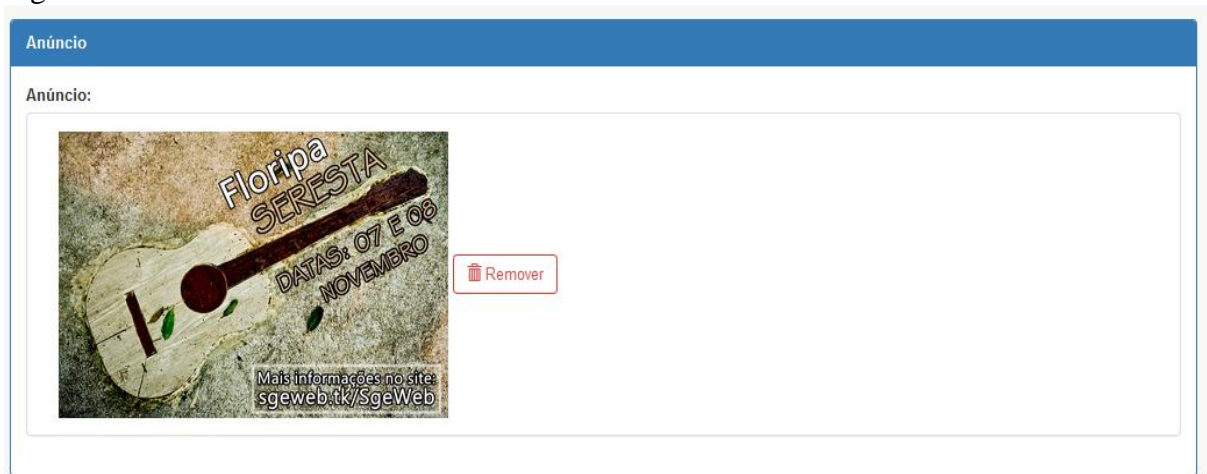 Anúncio
Anúncio:
Floripa
SERESTA
DATAS: 07 E 08
NOVEMBRO
Remover
Mais informações no site:
sgeweb.tk/SgeWeb